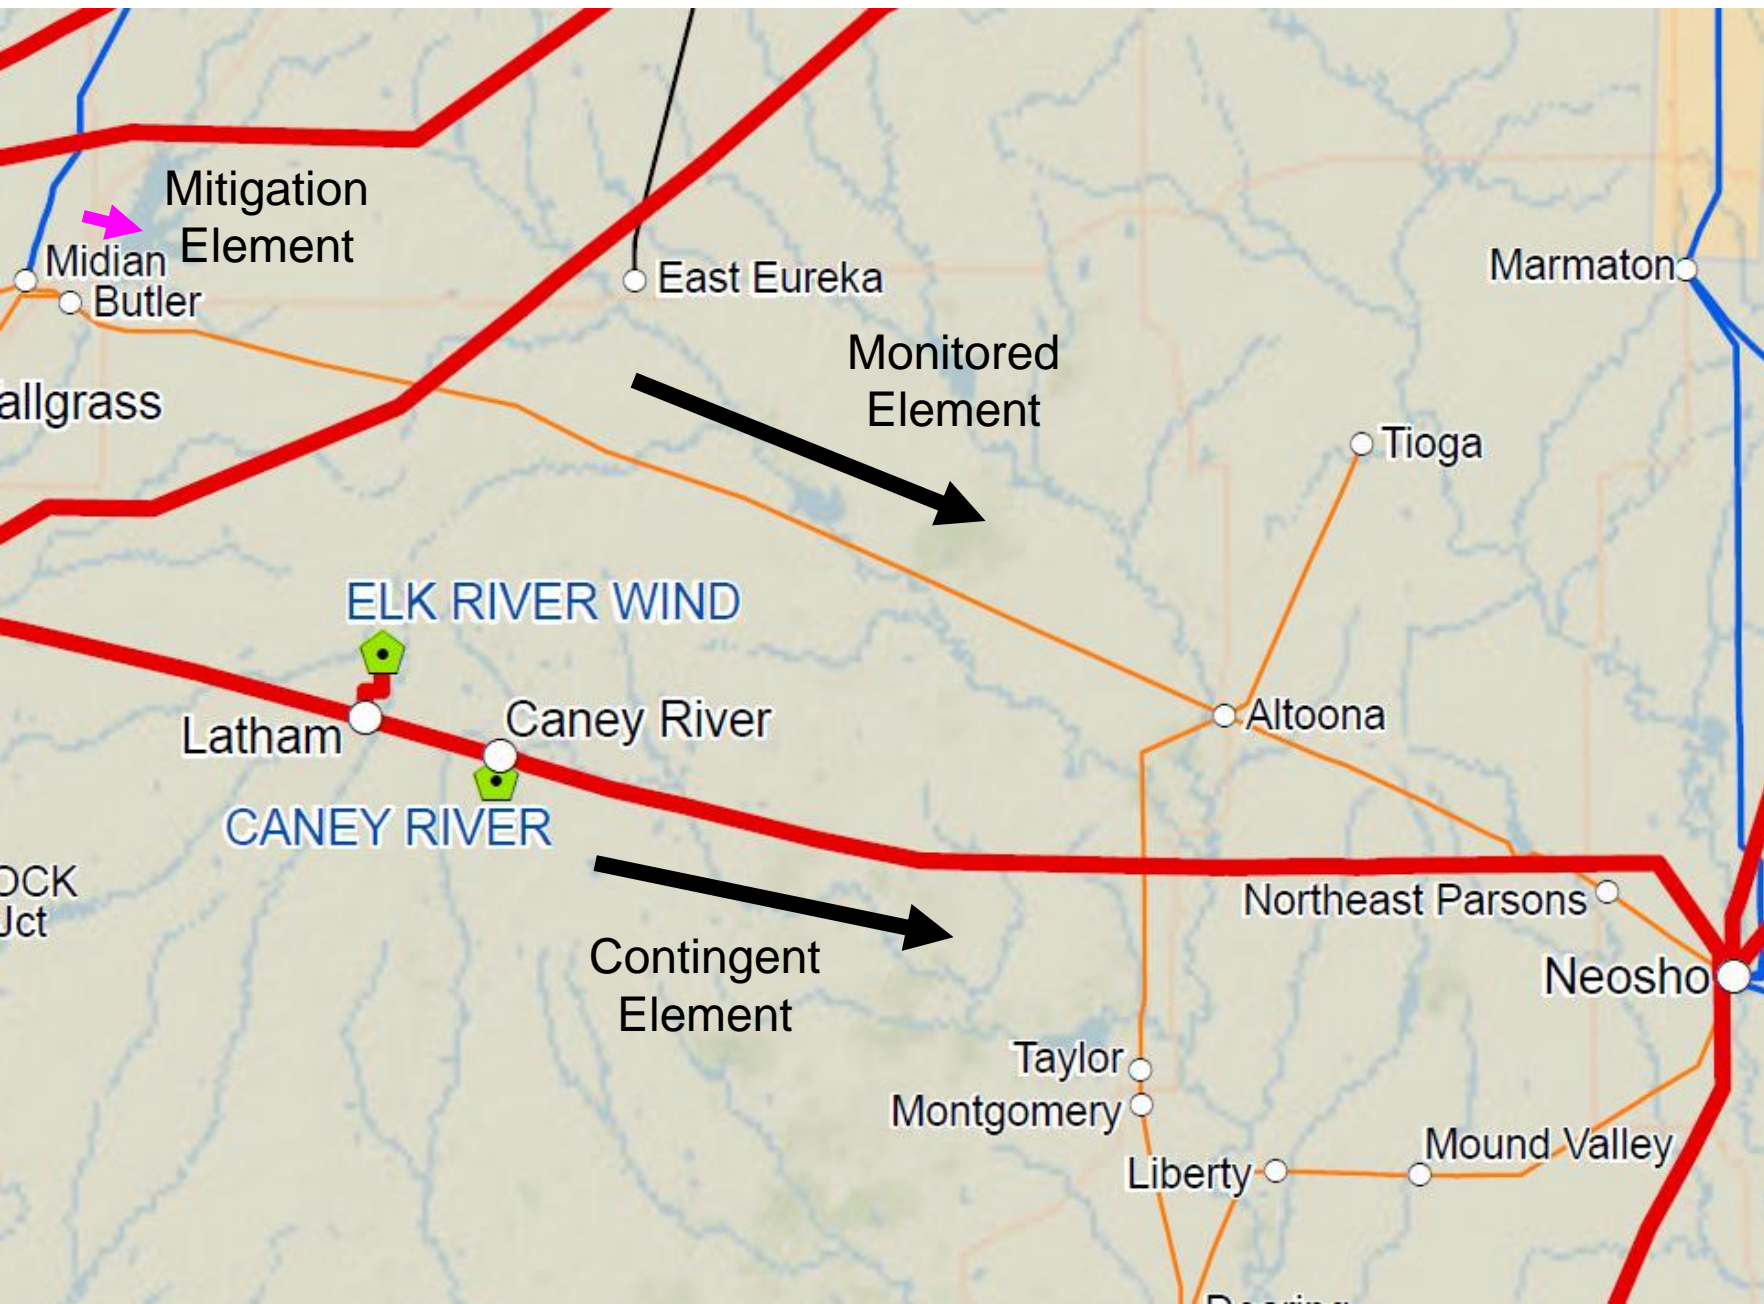 Mitigation
Element
Midian
Butler
East Eureka
Marmaton
Monitored
Element
allgrass
Tioga
ELK RIVER WIND
Latham
Caney River
Altoona
CANEY RIVER
OCK
Jct
Northeast Parsons
Contingent
Element
Neosho
Taylor
Montgomery
Mound Valley
Liberty